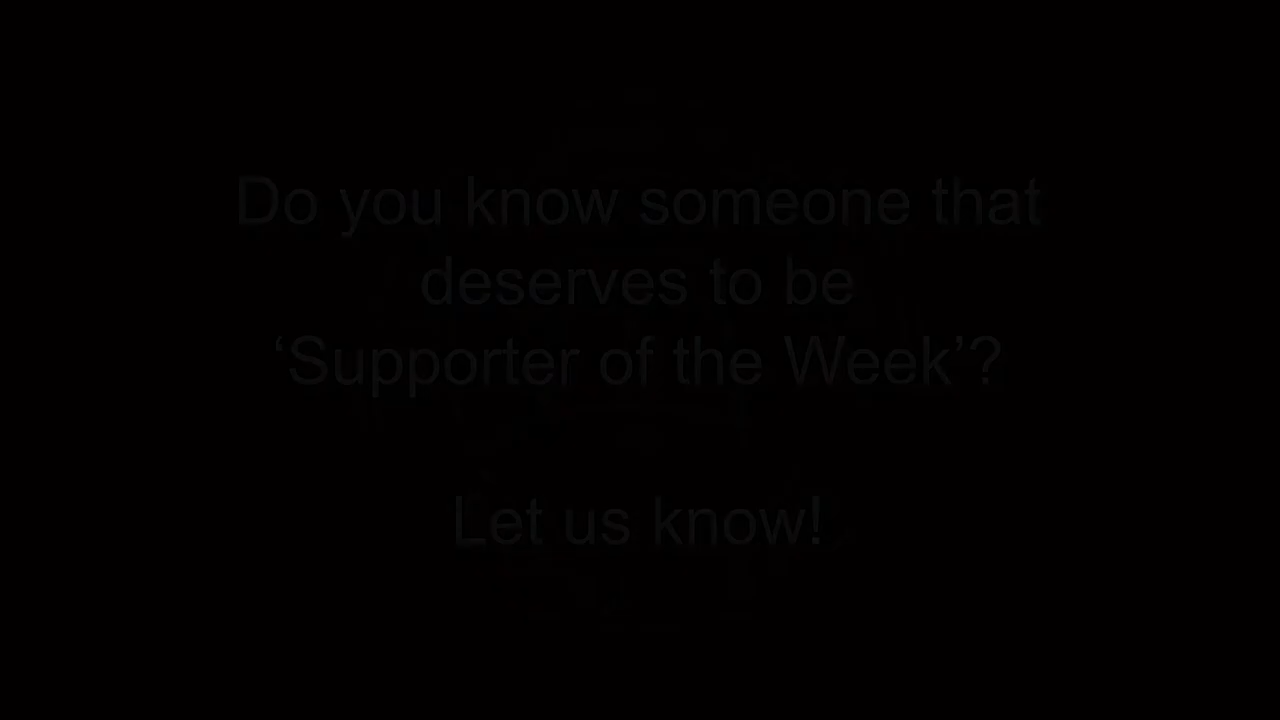 Do you know someone that
deserves to be
‘Supporter of the Week’?
Let us know!